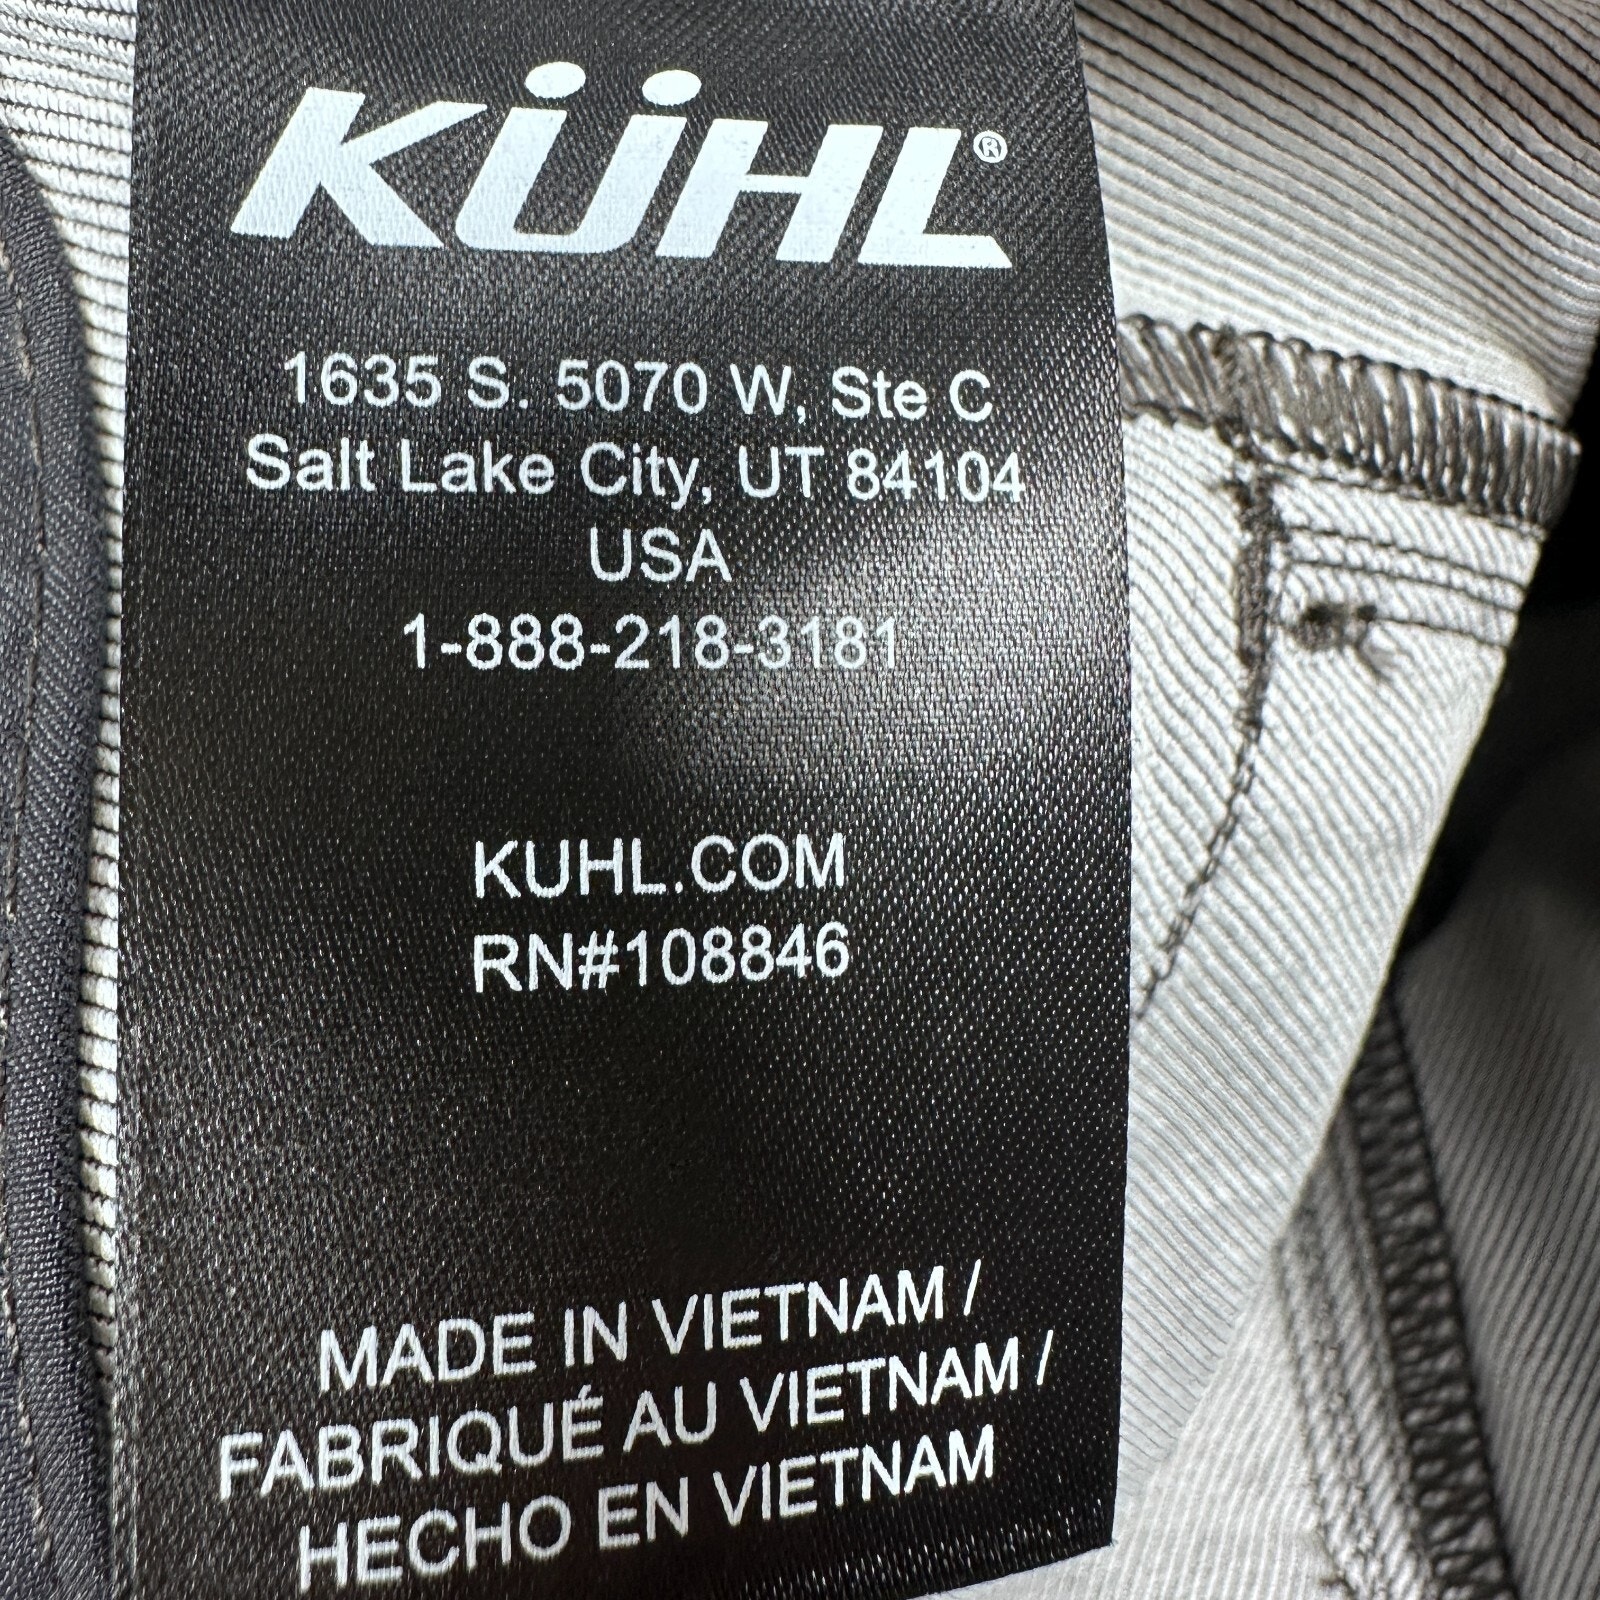 KÜHL®
1635 S. 5070 W, Ste C
Salt Lake City, UT 84104
USA
1-888-218-3181
KUHL.COM
RN#108846
MADE IN VIETNAM /
FABRIQUÉ AU VIETNAM /
HECHO EN VIETNAM